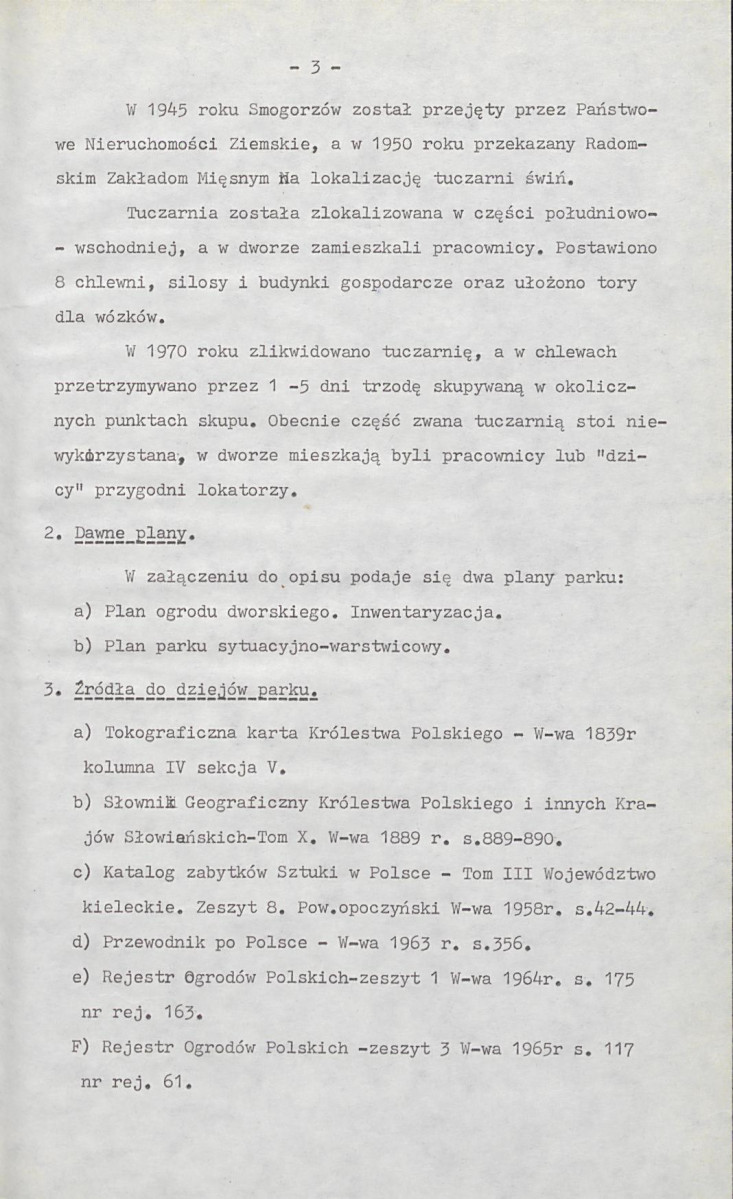 - 3 -
W 1945 roku Smogorzów został przejęty przez Państwo-
we Nieruchomości Ziemskie, a w 1950 roku przekazany Radom-
skim Zakładom Mięsnym Na lokalizację tuczarni świń.
Tuczarnia została zlokalizowana w części południowo-
- wschodniej, a w dworze zamieszkali pracownicy. Postawiono
8 chlewni, silosy i budynki gospodarcze oraz ułożono tory
dla wózków.
W 1970 roku zlikwidowano tuczarnię, a w chlewach
przetrzymywano przez 1 -5 dni trzodę skupywaną w okolicz-
nych punktach skupu. Obecnie część zwana tuczarnią stoi nie-
wykorzystana, w dworze mieszkają byli pracownicy lub "dzi-
cy" przygodni lokatorzy.
2. Dawne plany.
W załączeniu do opisu podaje się dwa plany parku:
a) Plan ogrodu dworskiego. Inwentaryzacja.
b) Plan parku sytuacyjno-warstwicowy.
3. Źródła do dziejów parku.
a) Tokograficzna karta Królestwa Polskiego - W-wa 1839r
kolumna IV sekcja V.
b) Słownik Geograficzny Królestwa Polskiego i innych Kra-
jów Słowiańskich-Tom X. W-wa 1889 r. s.889-890.
c) Katalog zabytków Sztuki w Polsce - Tom III Województwo
kieleckie. Zeszyt 8. Pow.opoczyński W-wa 1958r. s.42-44.
d) Przewodnik po Polsce - W-wa 1963 r. s.356.
e) Rejestr Ogrodów Polskich-zeszyt 1 W-wa 1964r. s. 175
nr rej. 163.
F) Rejestr Ogrodów Polskich -zeszyt 3 W-wa 1965r s. 117
nr rej. 61.